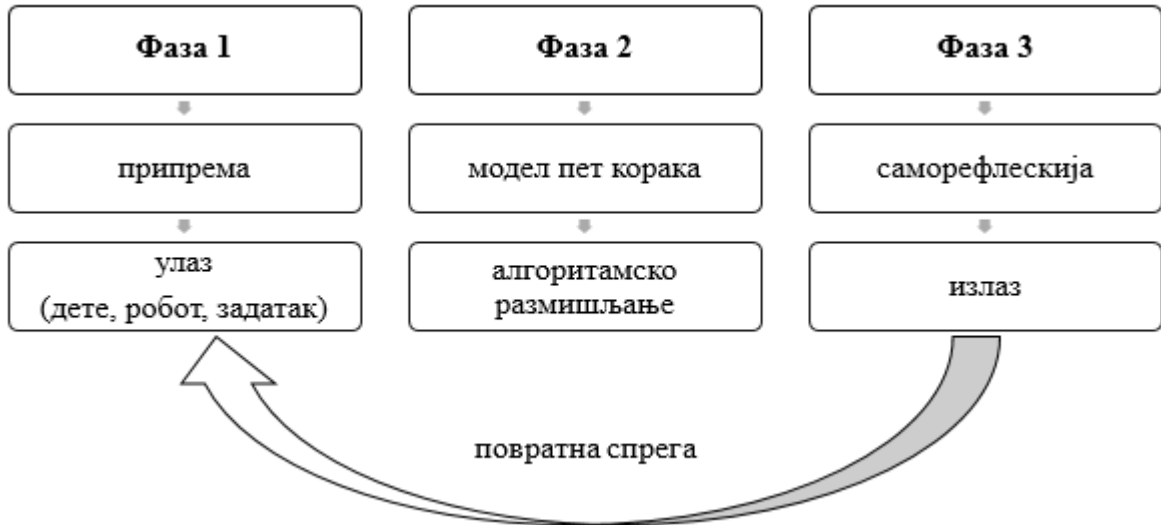 Фаза 1
Фаза 2
Фаза 3
припрема
модел пет корака
саморефлескија
улаз
(дете, робот, задатак)
алгоритамско
размишљање
излаз
повратна спрега